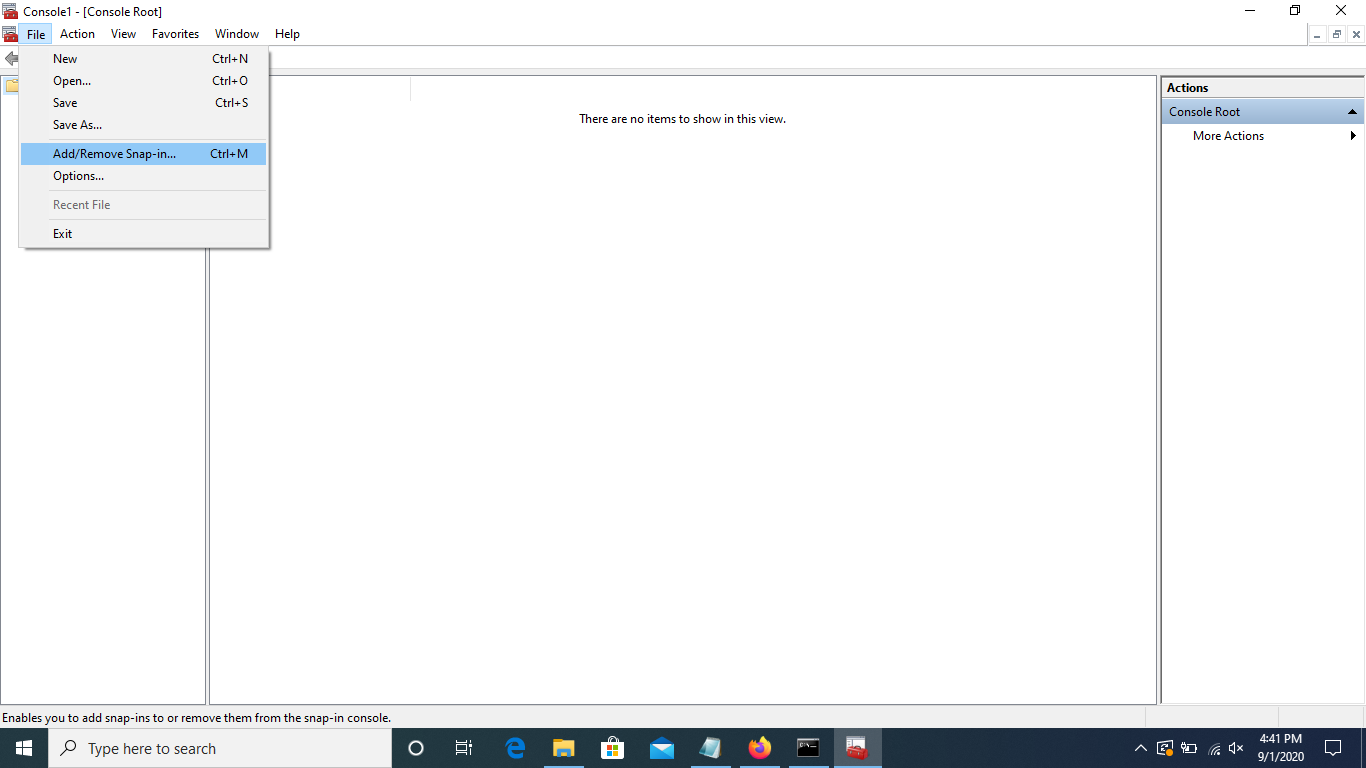 Console1 - [Console Root]
File Action View Favorites Window Help
New Ctrl+N
Open... Ctrl+O
Save Ctrl+S
Save As...
Add/Remove Snap-in... Ctrl+M
Options...
Recent File
Exit
There are no items to show in this view.
Actions
Console Root
More Actions
Enables you to add snap-ins to or remove them from the snap-in console.
Type here to search
4:41 PM
9/1/2020